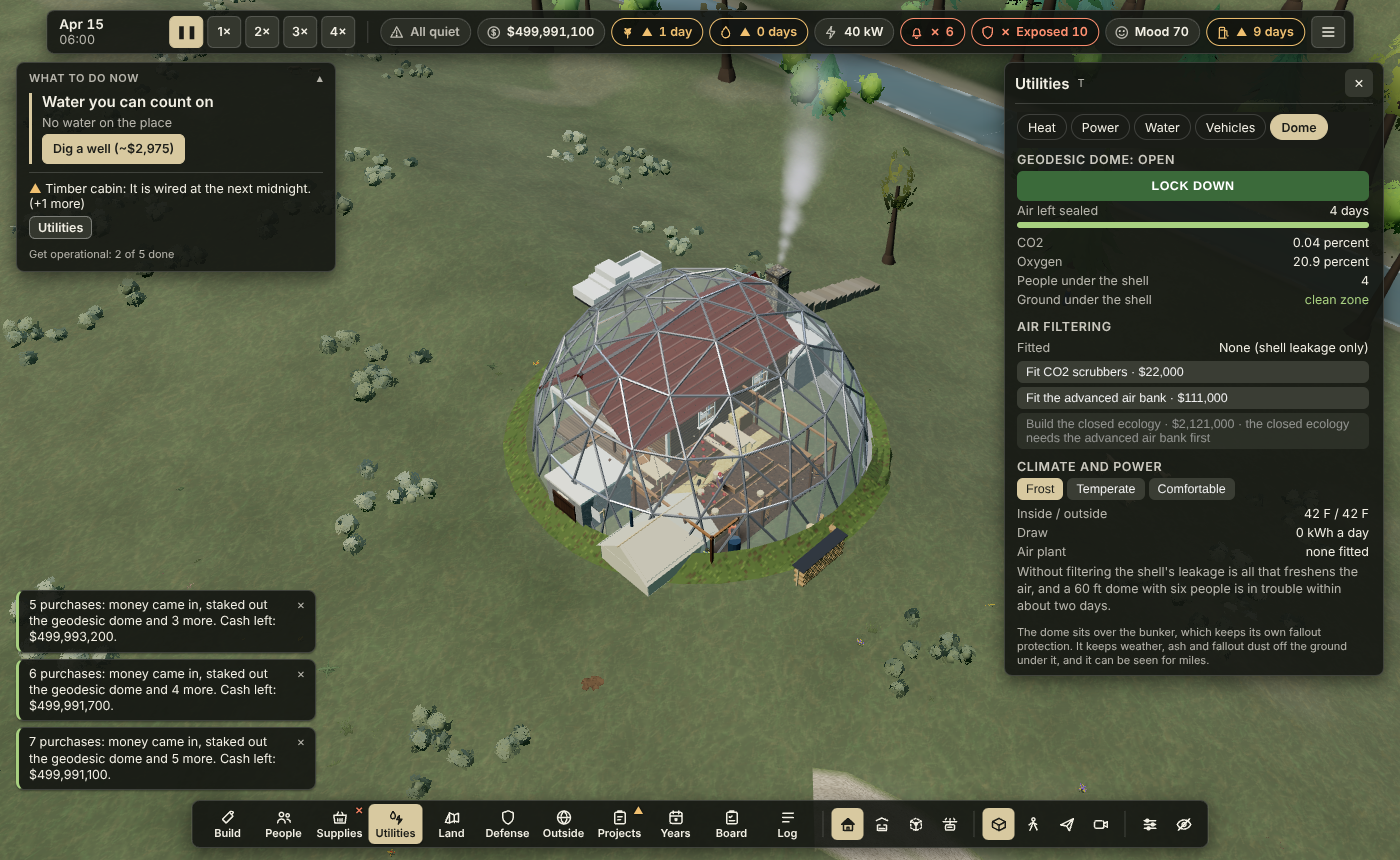 Apr 15
06:00
1×
2×
3×
4×
All quiet
$499,991,100
1 day
0 days
40 kW
× 6
× Exposed 10
Mood 70
9 days
WHAT TO DO NOW
Water you can count on
No water on the place
Dig a well (~$2,975)
Timber cabin: It is wired at the next midnight.
(+1 more)
Utilities
Get operational: 2 of 5 done
Utilities T
×
Heat
Power
Water
Vehicles
Dome
GEODESIC DOME: OPEN
LOCK DOWN
Air left sealed 4 days
CO2 0.04 percent
Oxygen 20.9 percent
People under the shell 4
Ground under the shell clean zone
AIR FILTERING
Fitted None (shell leakage only)
Fit CO2 scrubbers · $22,000
Fit the advanced air bank · $111,000
Build the closed ecology · $2,121,000 · the closed ecology
needs the advanced air bank first
CLIMATE AND POWER
Frost
Temperate
Comfortable
Inside / outside 42 F / 42 F
Draw 0 kWh a day
Air plant none fitted
Without filtering the shell's leakage is all that freshens the
air, and a 60 ft dome with six people is in trouble within
about two days.
The dome sits over the bunker, which keeps its own fallout
protection. It keeps weather, ash and fallout dust off the ground
under it, and it can be seen for miles.
5 purchases: money came in, staked out ×
the geodesic dome and 3 more. Cash left:
$499,993,200.
6 purchases: money came in, staked out ×
the geodesic dome and 4 more. Cash left:
$499,991,700.
7 purchases: money came in, staked out ×
the geodesic dome and 5 more. Cash left:
$499,991,100.
Build
People
Supplies
Utilities
Land
Defense
Outside
Projects
Years
Board
Log